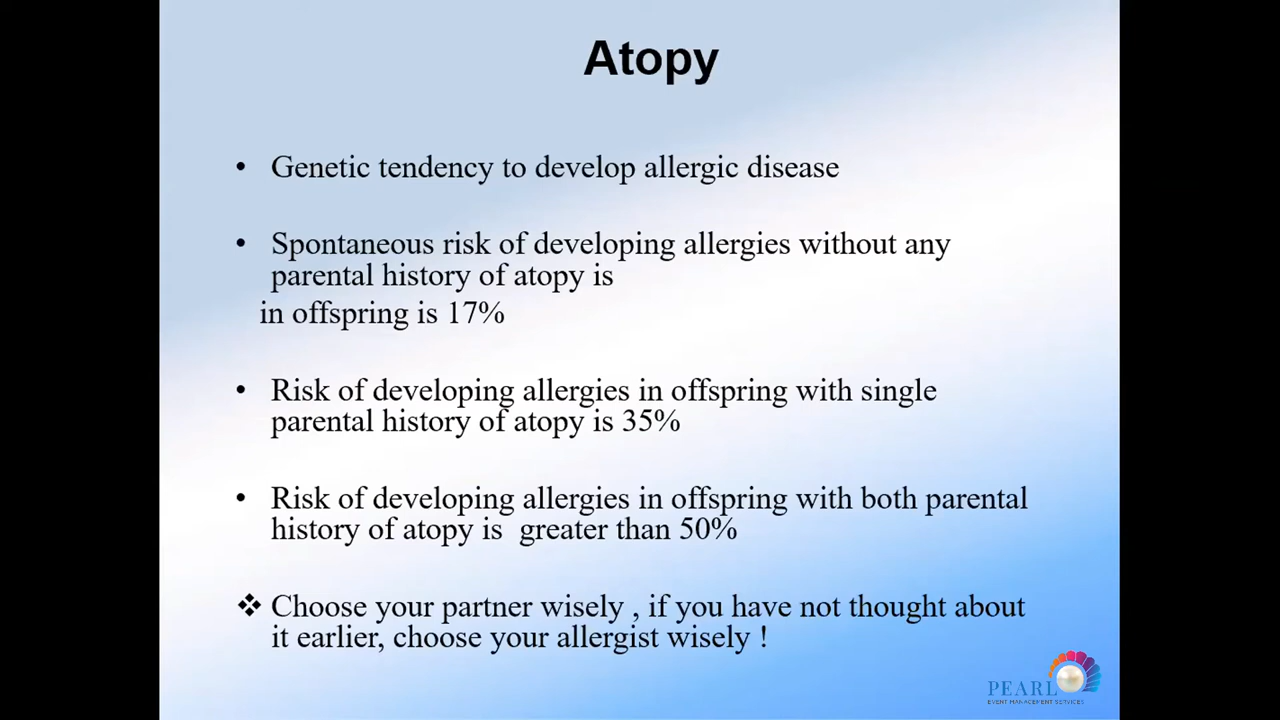 Atopy
• Genetic tendency to develop allergic disease
• Spontaneous risk of developing allergies without any
parental history of atopy is
in offspring is 17%
• Risk of developing allergies in offspring with single
parental history of atopy is 35%
• Risk of developing allergies in offspring with both parental
history of atopy is  greater than 50%
❖ Choose your partner wisely , if you have not thought about
it earlier, choose your allergist wisely !
PEARL
EVENT MANAGEMENT SERVICES